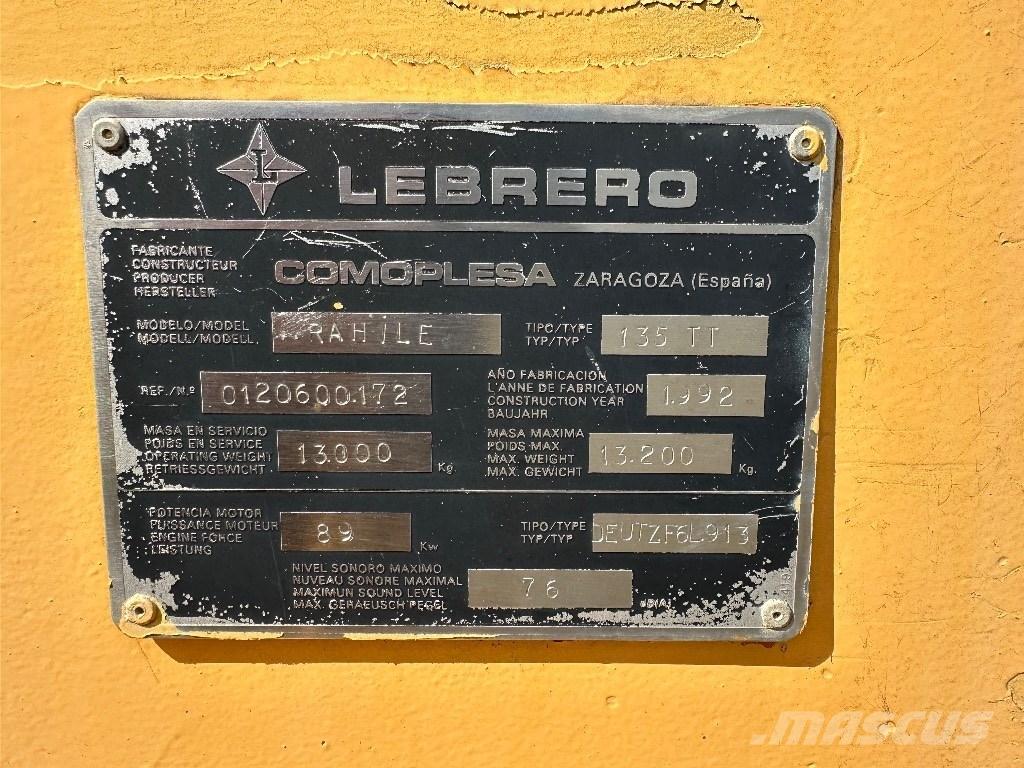 L LEBRERO
FABRICANTE
CONSTRUCTEUR
PRODUCER
HERSTELLER
COMOPLESA ZARAGOZA (España)
MODELO/MODEL
MODELL./MODELL.
RAHILE
TIPO/TYPE
TYP/TYP
135 TT
REF./N.º
0120600.172
AÑO FABRICACION
L'ANNE DE FABRICATION
CONSTRUCTION YEAR
BAUJAHR
1.992
MASA EN SERVICIO
POIDS EN SERVICE
OPERATING WEIGHT
BETRIESSGEWICHT
13.000 Kg.
MASA MAXIMA
POIDS MAX.
MAX. WEIGHT
MAX. GEWICHT
13.200 Kg.
POTENCIA MOTOR
PUISSANCE MOTEUR
ENGINE FORCE
LEISTUNG
89 Kw
TIPO/TYPE
TYP/TYP
DEUTZF6L.913
NIVEL SONORO MAXIMO
NUVEAU SONORE MAXIMAL
MAXIMUN SOUND LEVEL
MAX. GERAEUSCH PEGEL
76
MASCUS